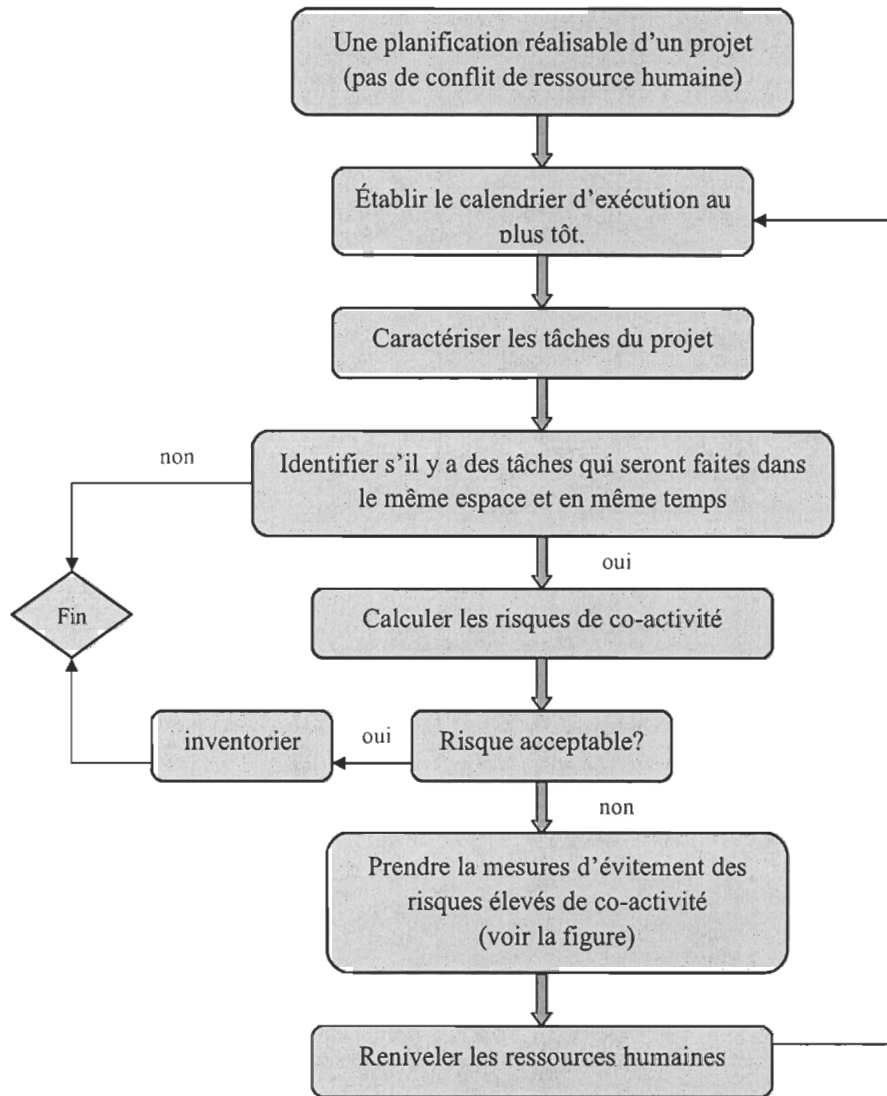 Une planification réalisable d'un projet
(pas de conflit de ressource humaine)
Établir le calendrier d'exécution au
plus tôt.
Caractériser les tâches du projet
non
Identifier s'il y a des tâches qui seront faites dans
le même espace et en même temps
oui
Fin
Calculer les risques de co-activité
inventorier
oui
Risque acceptable?
non
Prendre la mesures d'évitement des
risques élevés de co-activité
(voir la figure)
Reniveler les ressources humaines